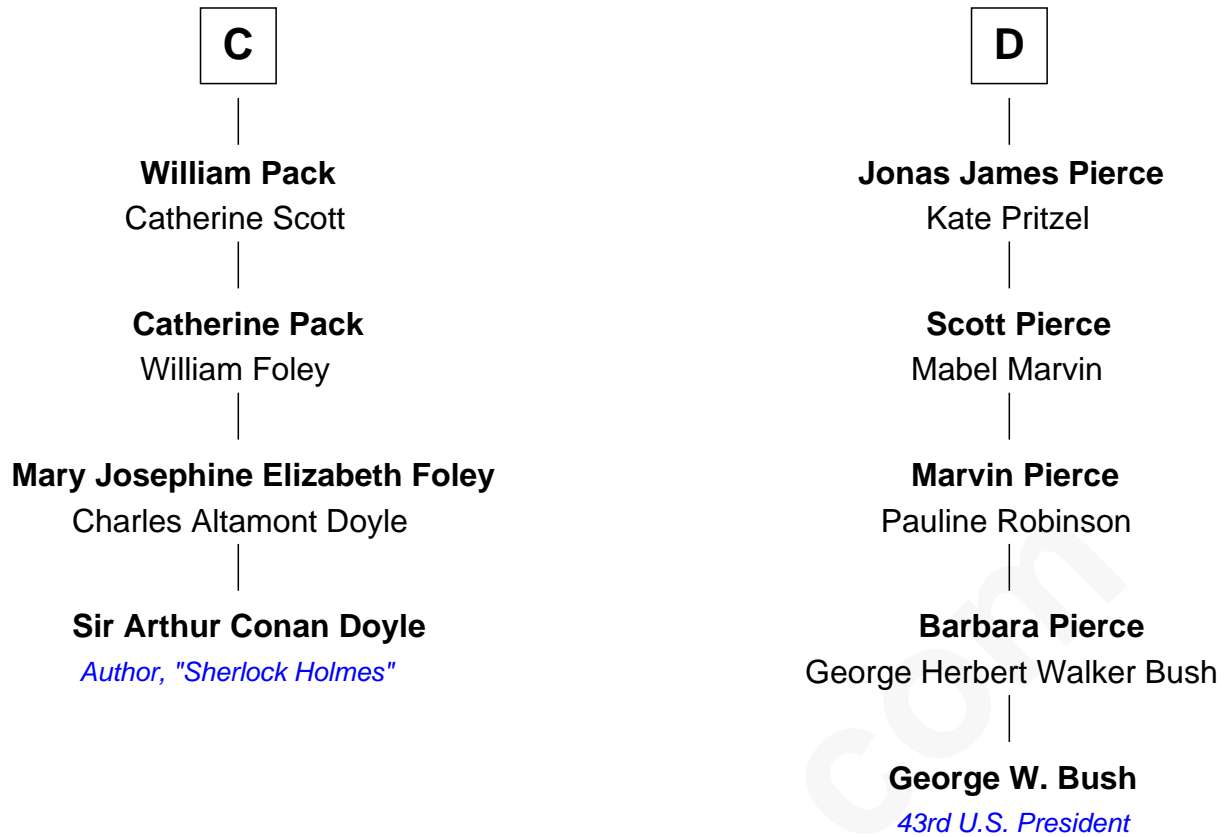 C
William Pack
Catherine Scott
Catherine Pack
William Foley
Mary Josephine Elizabeth Foley
Charles Altamont Doyle
Sir Arthur Conan Doyle
Author, "Sherlock Holmes"
D
Jonas James Pierce
Kate Pritzel
Scott Pierce
Mabel Marvin
Marvin Pierce
Pauline Robinson
Barbara Pierce
George Herbert Walker Bush
George W. Bush
43rd U.S. President
com